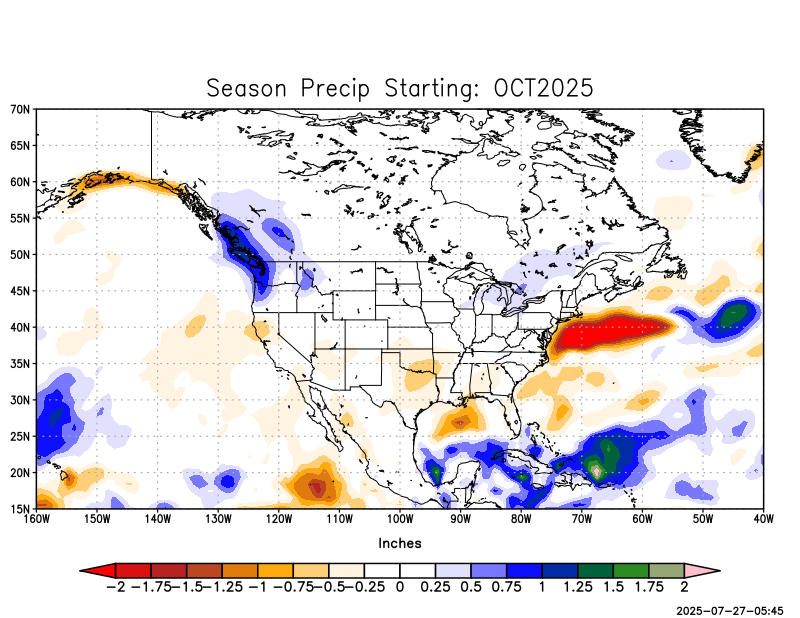 Season Precip Starting: OCT2025
70N
65N
60N
55N
50N
45N
40N
35N
30N
25N
20N
15N
160W 150W 140W 130W 120W 110W 100W 90W 80W 70W 60W 50W 40W
Inches
−2 −1.75 −1.5 −1.25 −1 −0.75 −0.5 −0.25 0 0.25 0.5 0.75 1 1.25 1.5 1.75 2
2025−07−27−05:45